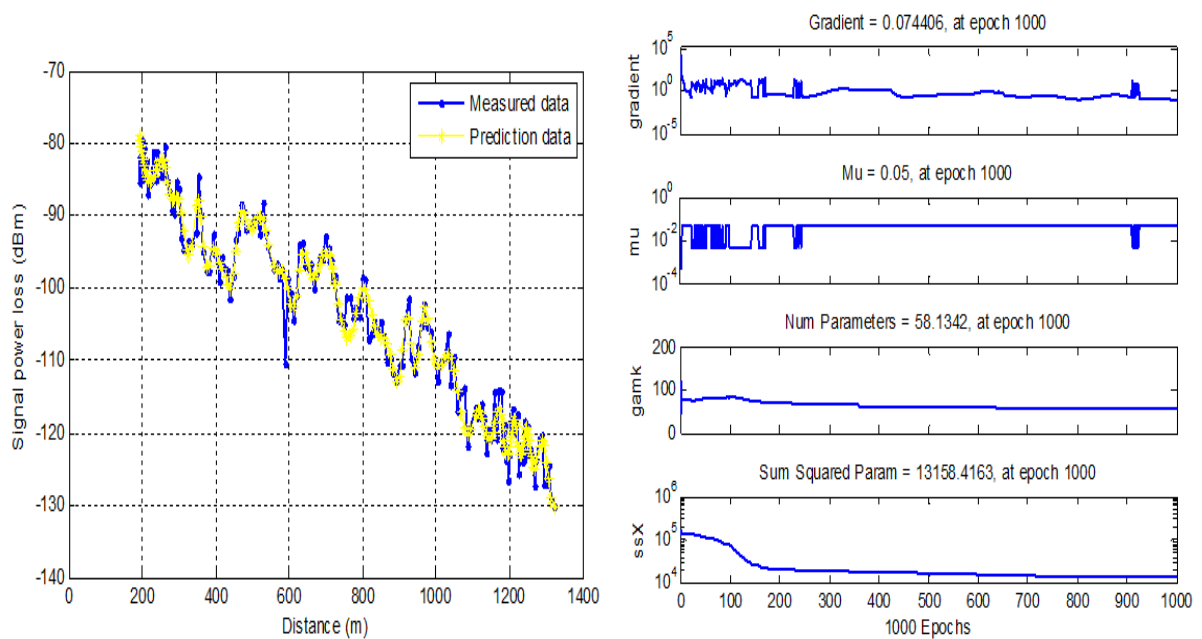 -70
-80
-90
-100
-110
-120
-130
-140
Signal power loss (dBm)
Measured data
Prediction data
0 200 400 600 800 1000 1200 1400
Distance (m)
Gradient = 0.074406, at epoch 1000
10^5
10^0
10^-5
gradient
Mu = 0.05, at epoch 1000
10^0
10^-2
10^-4
mu
Num Parameters = 58.1342, at epoch 1000
200
100
0
gamk
Sum Squared Param = 13158.4163, at epoch 1000
10^6
10^5
10^4
ssX
0 100 200 300 400 500 600 700 800 900 1000
1000 Epochs